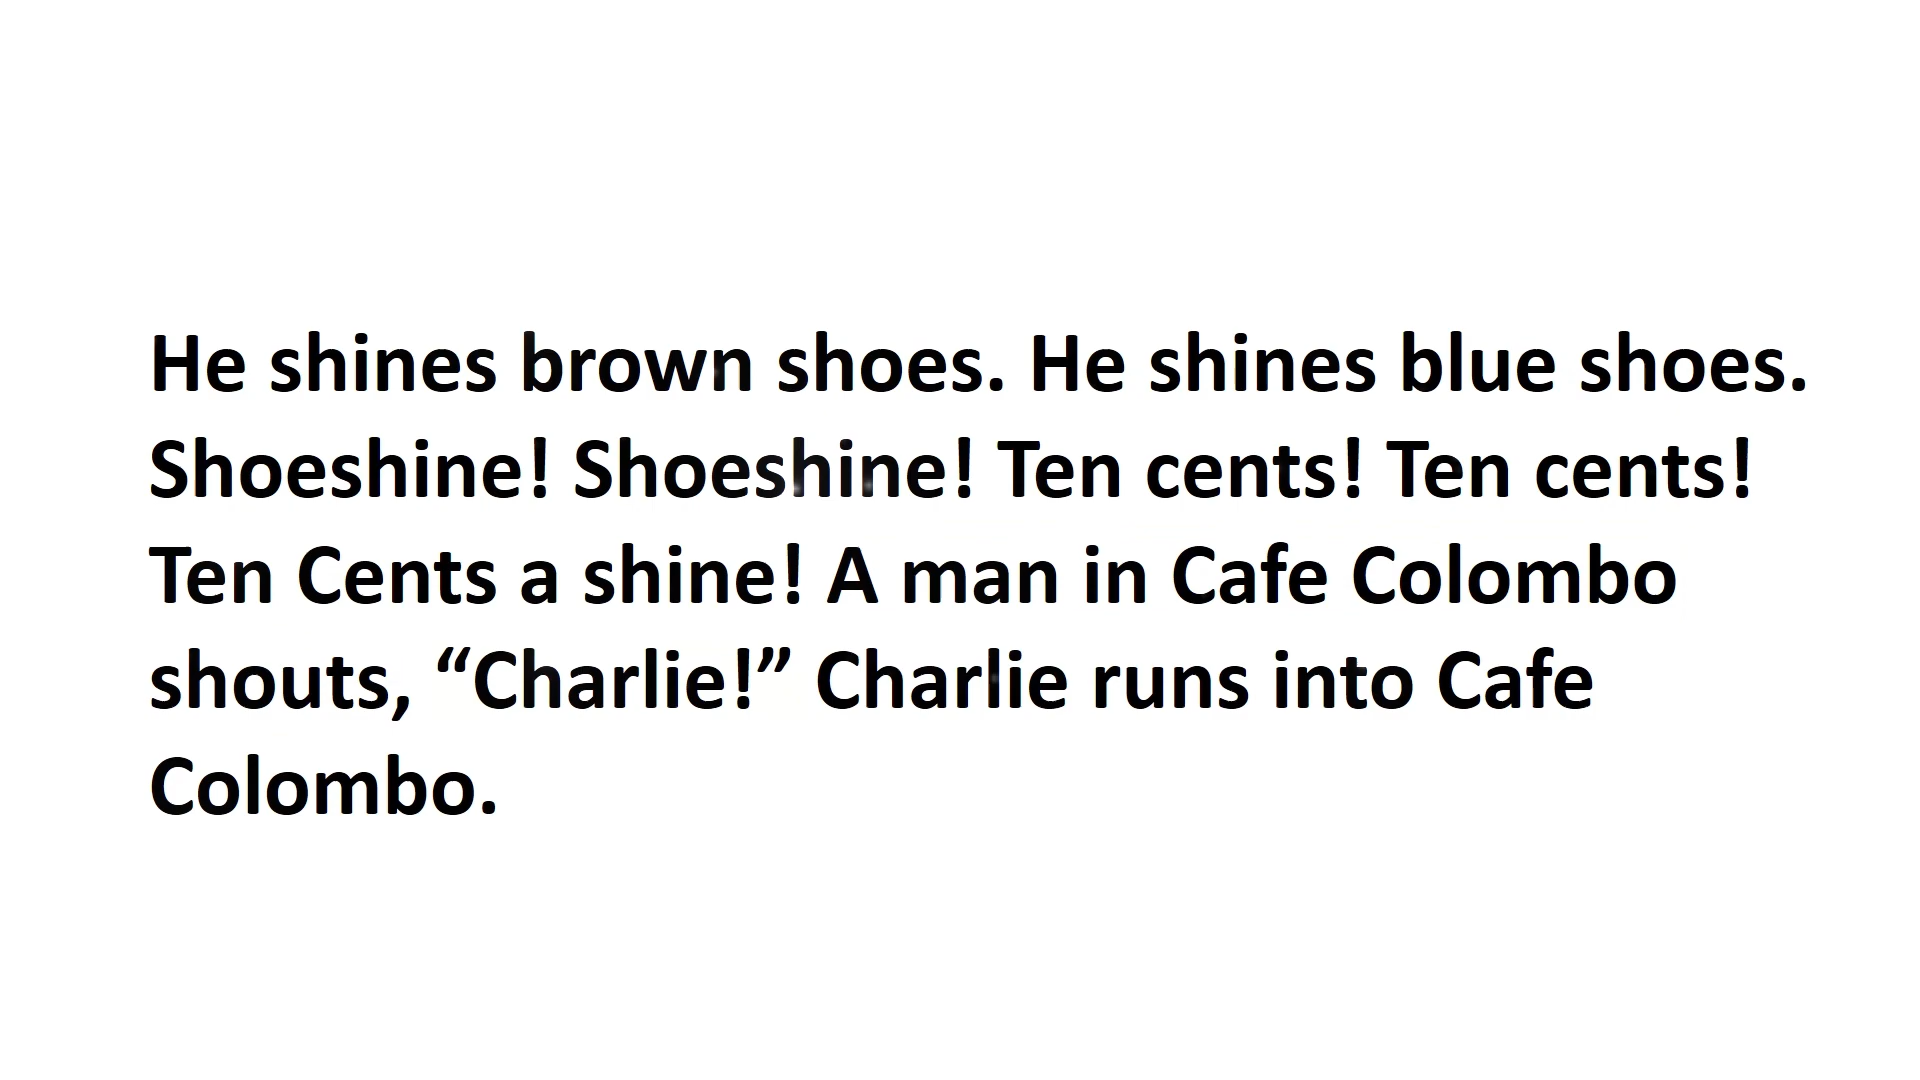 He shines brown shoes. He shines blue shoes.
Shoeshine! Shoeshine! Ten cents! Ten cents!
Ten Cents a shine! A man in Cafe Colombo
shouts, “Charlie!” Charlie runs into Cafe
Colombo.